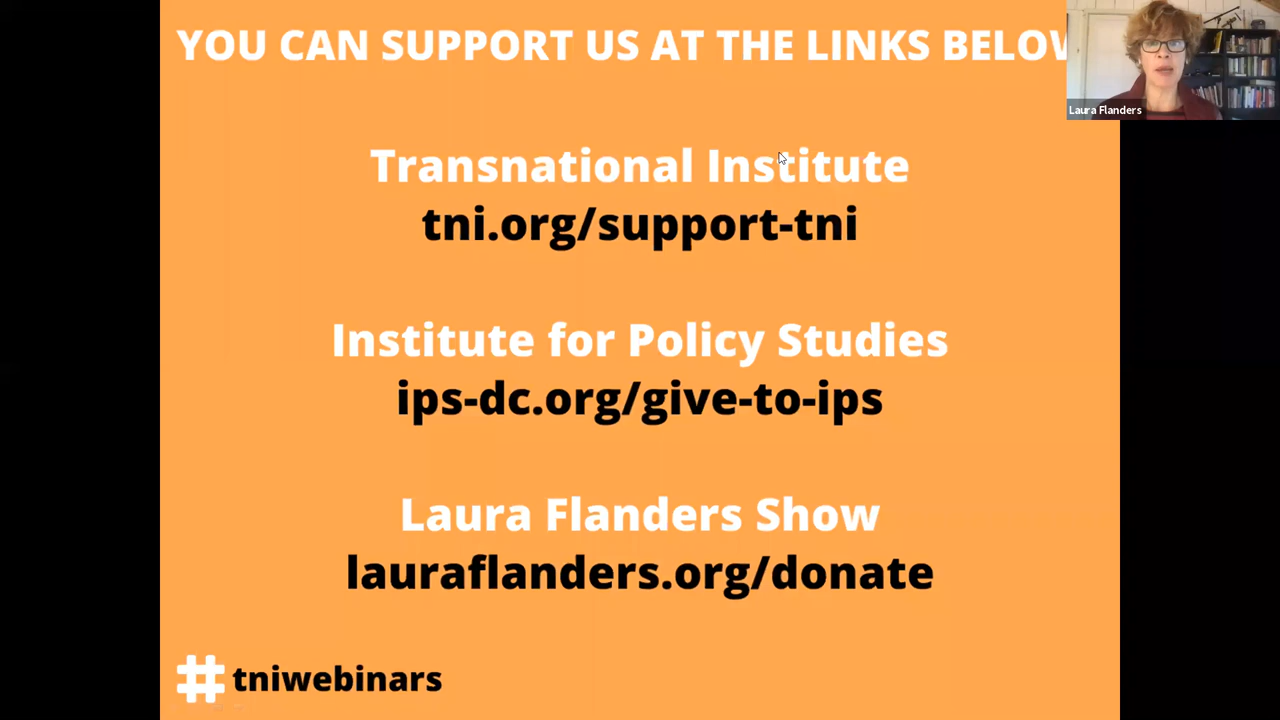 YOU CAN SUPPORT US AT THE LINKS BELOW
Laura Flanders
Transnational Institute
tni.org/support-tni
Institute for Policy Studies
ips-dc.org/give-to-ips
Laura Flanders Show
lauraflanders.org/donate
#tniwebinars